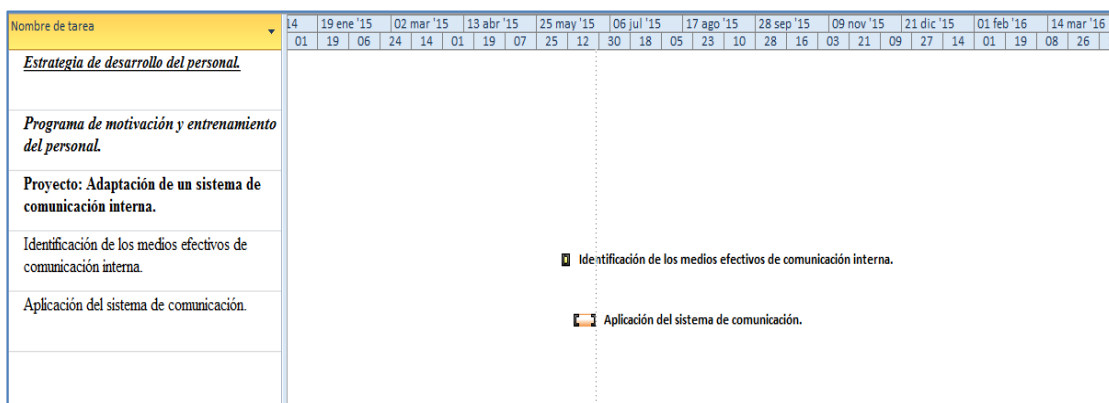 Nombre de tarea
14 19 ene '15 02 mar '15 13 abr '15 25 may '15 06 jul '15 17 ago '15 28 sep '15 09 nov '15 21 dic '15 01 feb '16 14 mar '16
01 19 06 24 14 01 19 07 25 12 30 18 05 23 10 28 16 03 21 09 27 14 01 19 08 26
Estrategia de desarrollo del personal.
Programa de motivación y entrenamiento
del personal.
Proyecto: Adaptación de un sistema de
comunicación interna.
Identificación de los medios efectivos de
comunicación interna.
Identificación de los medios efectivos de comunicación interna.
Aplicación del sistema de comunicación.
Aplicación del sistema de comunicación.